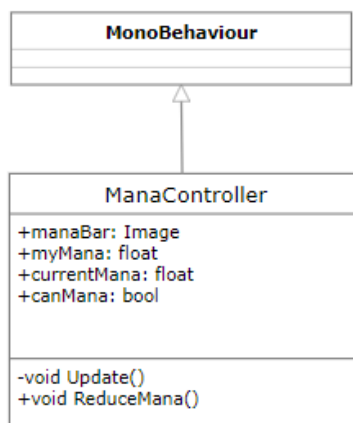 MonoBehaviour
ManaController
+manaBar: Image
+myMana: float
+currentMana: float
+canMana: bool
-void Update()
+void ReduceMana()